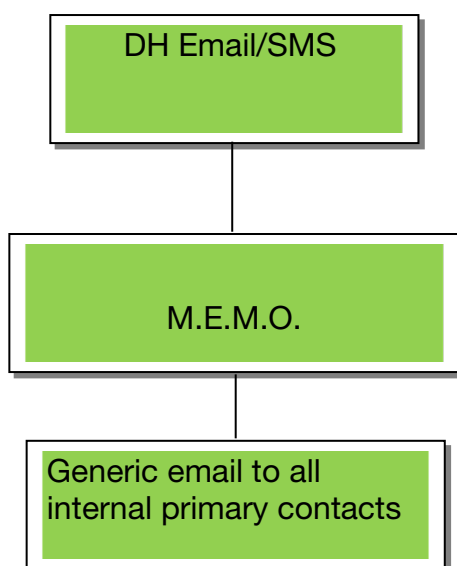 DH Email/SMS
M.E.M.O.
Generic email to all
internal primary contacts